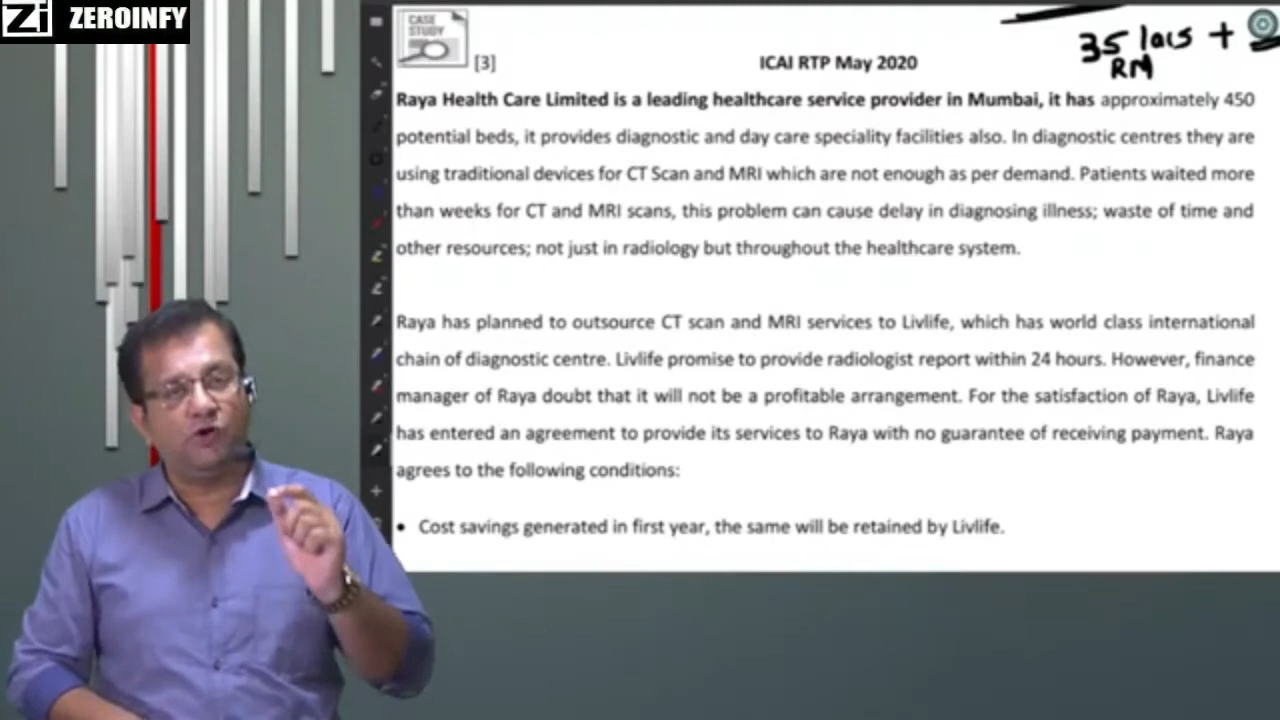 Zi ZEROINFY
CASE
STUDY
[3]
ICAI RTP May 2020
35 lacs +
RM
Raya Health Care Limited is a leading healthcare service provider in Mumbai, it has approximately 450
potential beds, it provides diagnostic and day care speciality facilities also. In diagnostic centres they are
using traditional devices for CT Scan and MRI which are not enough as per demand. Patients waited more
than weeks for CT and MRI scans, this problem can cause delay in diagnosing illness; waste of time and
other resources; not just in radiology but throughout the healthcare system.
Raya has planned to outsource CT scan and MRI services to Livlife, which has world class international
chain of diagnostic centre. Livlife promise to provide radiologist report within 24 hours. However, finance
manager of Raya doubt that it will not be a profitable arrangement. For the satisfaction of Raya, Livlife
has entered an agreement to provide its services to Raya with no guarantee of receiving payment. Raya
agrees to the following conditions:
• Cost savings generated in first year, the same will be retained by Livlife.